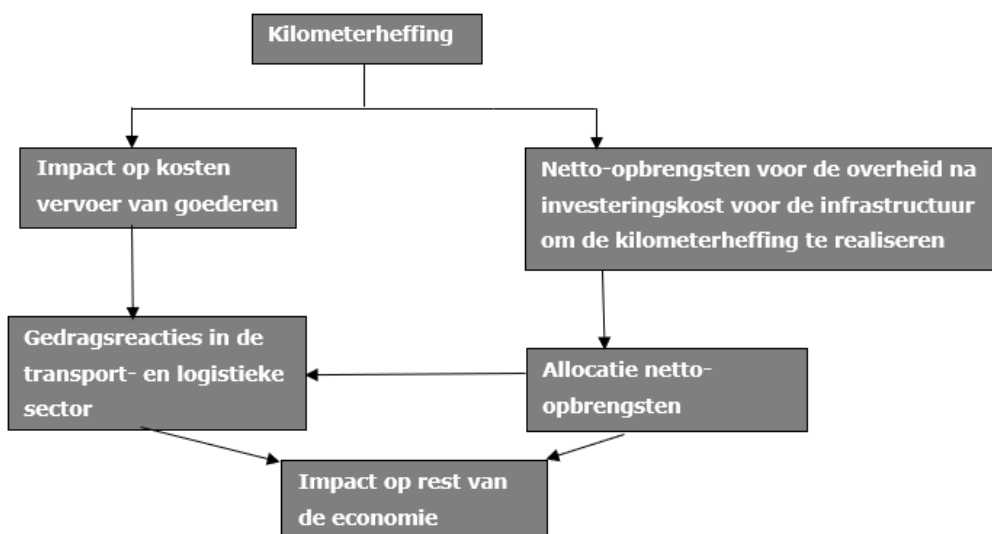 Kilometerheffing
Impact op kosten
vervoer van goederen
Netto-opbrengsten voor de overheid na
investeringskost voor de infrastructuur
om de kilometerheffing te realiseren
Gedragsreacties in de
transport- en logistieke
sector
Allocatie netto-
opbrengsten
Impact op rest van
de economie